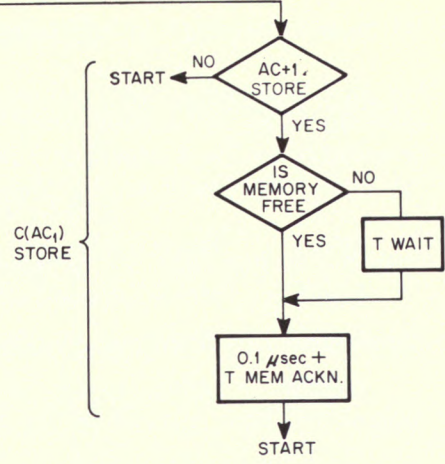 AC+1
STORE
NO
START
YES
IS
MEMORY
FREE
NO
YES
T WAIT
C(AC₁)
STORE
0.1 μsec +
T MEM ACKN.
START